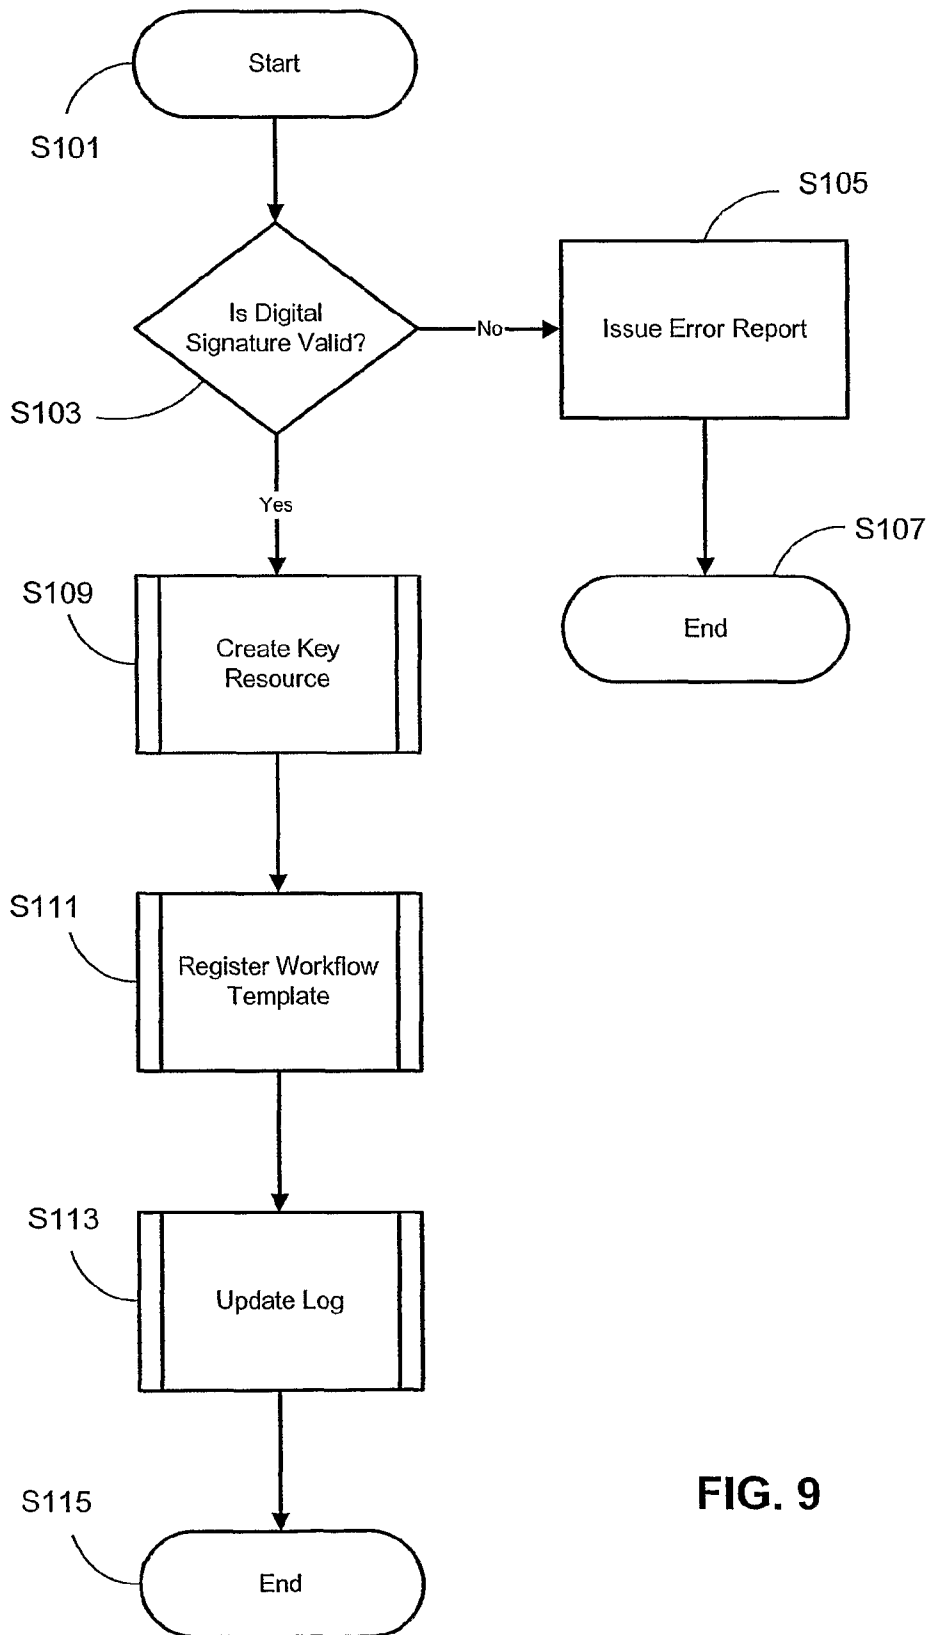 Start
S101
S105
Is Digital
Signature Valid?
No
Issue Error Report
S103
Yes
S107
End
S109
Create Key
Resource
S111
Register Workflow
Template
S113
Update Log
FIG. 9
S115
End